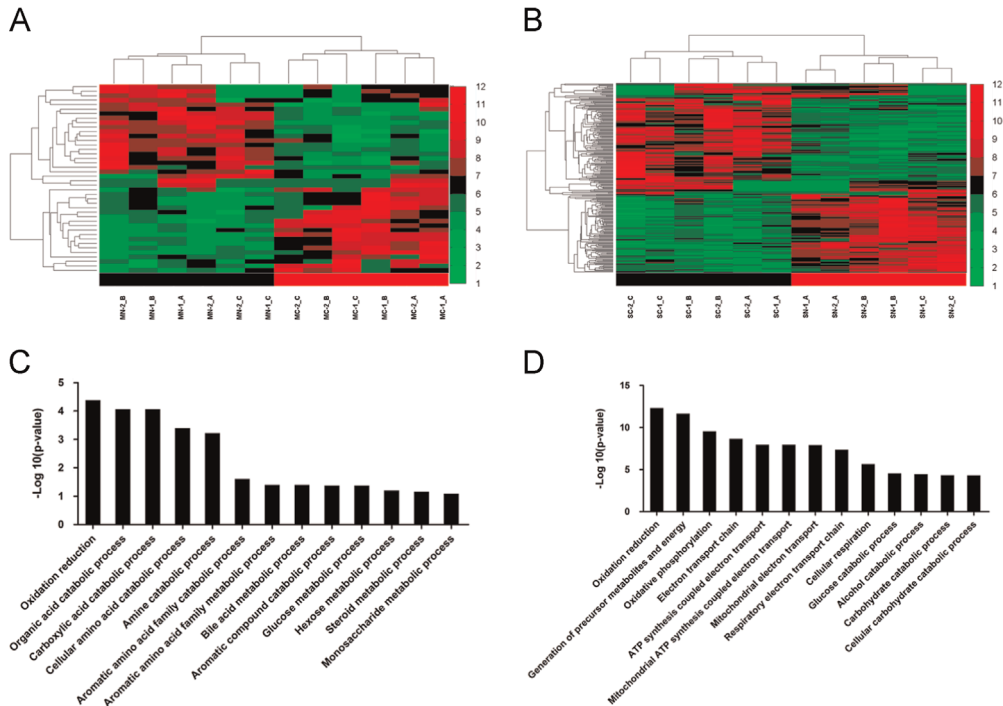 A
B
12
11
10
9
8
7
6
5
4
3
2
1
MN-2_B
MN-1_B
MN-1_A
MN-2_A
MN-2_C
MN-1_C
MC-2_C
MC-2_B
MC-1_C
MC-1_B
MC-2_A
MC-1_A
12
11
10
9
8
7
6
5
4
3
2
1
SC-2_C
SC-1_C
SC-1_B
SC-2_B
SC-2_A
SC-1_A
SN-1_A
SN-2_A
SN-2_B
SN-1_B
SN-1_C
SN-2_C
C
-Log 10(p-value)
5
4
3
2
1
0
Oxidation reduction
Organic acid catabolic process
Carboxylic acid catabolic process
Cellular amino acid catabolic process
Amine catabolic process
Aromatic amino acid family catabolic process
Aromatic amino acid family metabolic process
Bile acid metabolic process
Aromatic compound catabolic process
Glucose metabolic process
Hexose metabolic process
Steroid metabolic process
Monosaccharide metabolic process
D
-Log 10(p-value)
15
10
5
0
Oxidation reduction
Generation of precursor metabolites and energy
Oxidative phosphorylation
Electron transport chain
ATP synthesis coupled electron transport
Mitochondrial ATP synthesis coupled electron transport
Mitochondrial electron transport
Respiratory electron transport chain
Cellular respiration
Glucose catabolic process
Alcohol catabolic process
Carbohydrate catabolic process
Cellular carbohydrate catabolic process